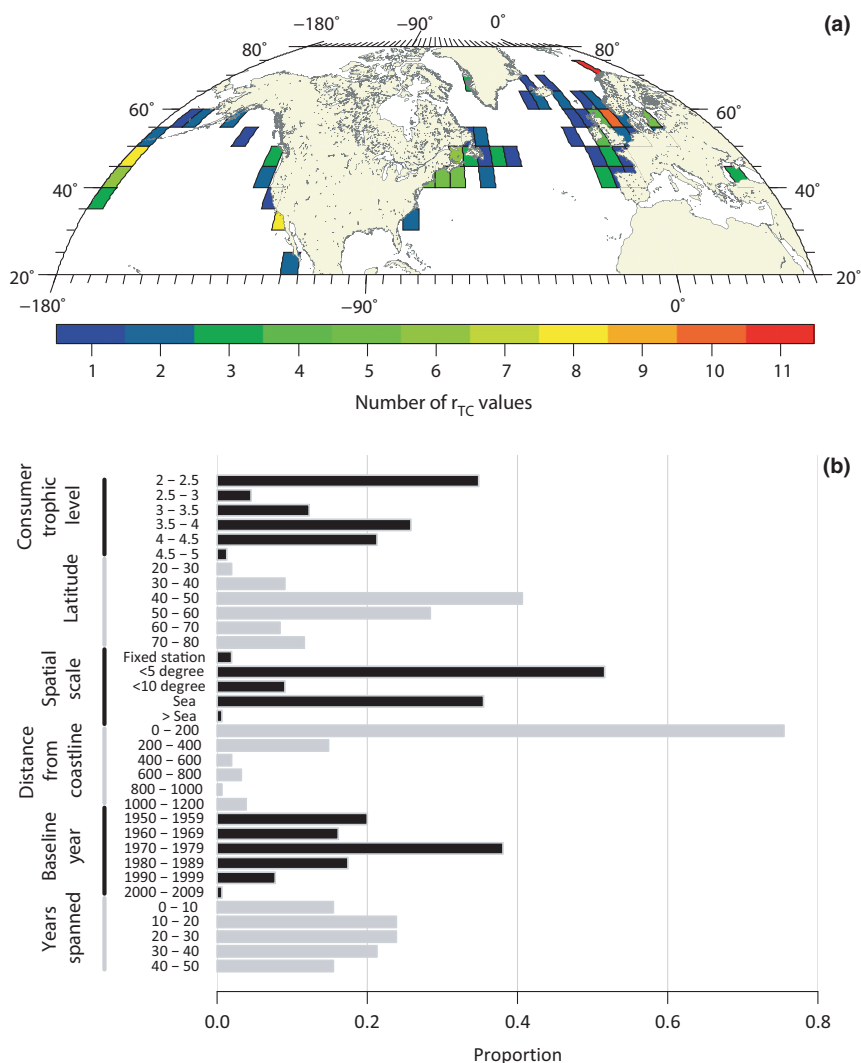 (a)
−180° −90° 0°
80° 80°
60° 60°
40° 40°
20° 20°
−180° −90° 0°
1 2 3 4 5 6 7 8 9 10 11
Number of rTC values
(b)
Consumer trophic level
2 – 2.5
2.5 – 3
3 – 3.5
3.5 – 4
4 – 4.5
4.5 – 5
Latitude
20 – 30
30 – 40
40 – 50
50 – 60
60 – 70
70 – 80
Spatial scale
Fixed station
<5 degree
<10 degree
Sea
> Sea
Distance from coastline
0 – 200
200 – 400
400 – 600
600 – 800
800 – 1000
1000 – 1200
Baseline year
1950 – 1959
1960 – 1969
1970 – 1979
1980 – 1989
1990 – 1999
2000 – 2009
Years spanned
0 – 10
10 – 20
20 – 30
30 – 40
40 – 50
0.0 0.2 0.4 0.6 0.8
Proportion